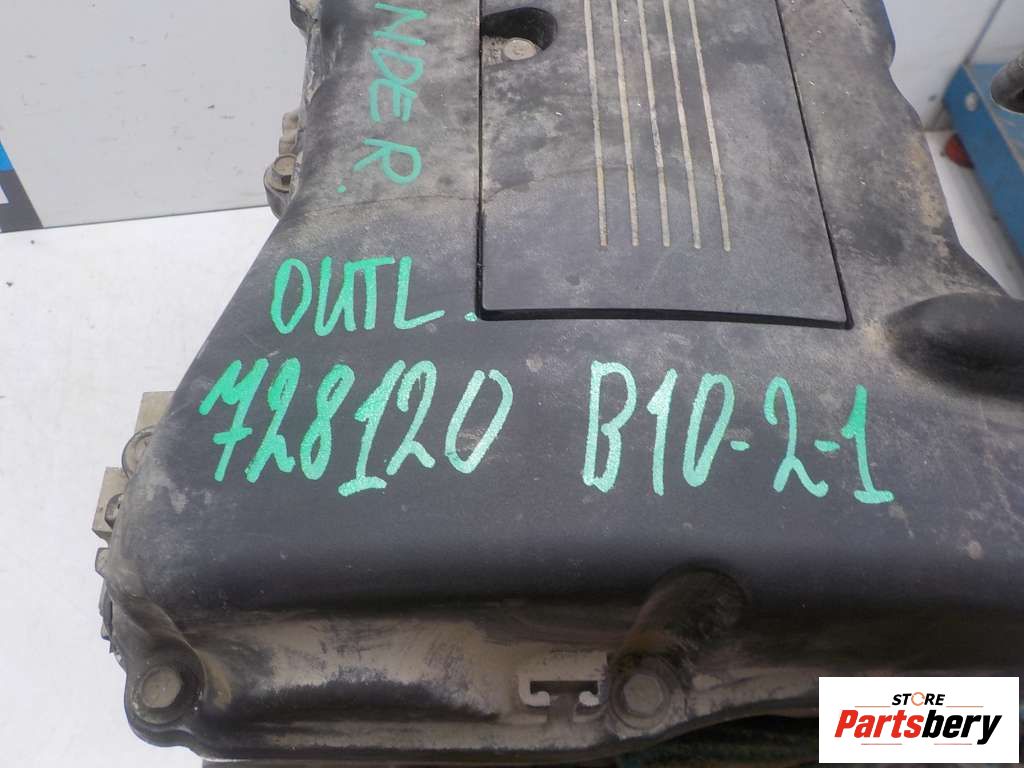 NDER.
OUTL.
728120 B10-2-1
STORE
Partsbery